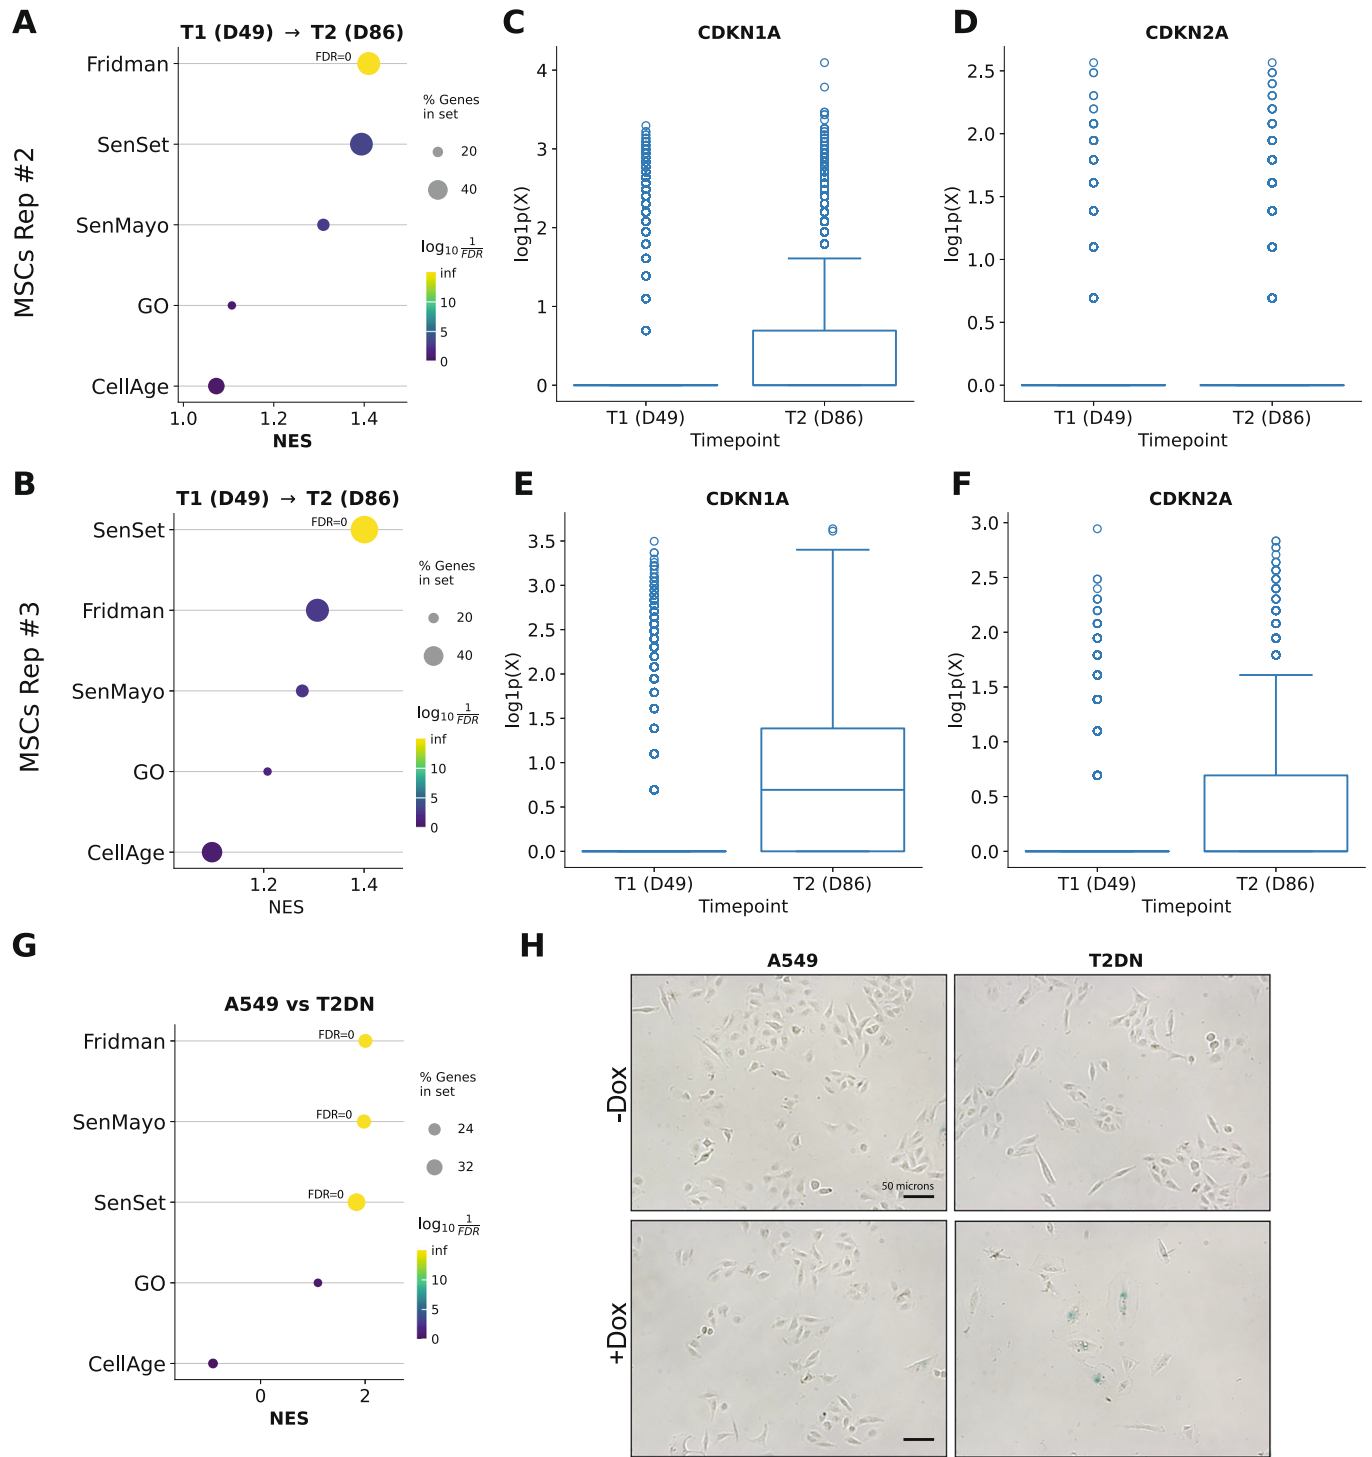 A
T1 (D49) → T2 (D86)
MSCs Rep #2
Fridman
FDR=0
SenSet
SenMayo
GO
CellAge
1.0 1.2 1.4
NES
% Genes
in set
20
40
log10 1/FDR
inf
10
5
0
C
CDKN1A
log1p(X)
4
3
2
1
0
T1 (D49) T2 (D86)
Timepoint
D
CDKN2A
log1p(X)
2.5
2.0
1.5
1.0
0.5
0.0
T1 (D49) T2 (D86)
Timepoint
B
T1 (D49) → T2 (D86)
MSCs Rep #3
SenSet
FDR=0
Fridman
SenMayo
GO
CellAge
1.2 1.4
NES
% Genes
in set
20
40
log10 1/FDR
inf
10
5
0
E
CDKN1A
log1p(X)
3.5
3.0
2.5
2.0
1.5
1.0
0.5
0.0
T1 (D49) T2 (D86)
Timepoint
F
CDKN2A
log1p(X)
3.0
2.5
2.0
1.5
1.0
0.5
0.0
T1 (D49) T2 (D86)
Timepoint
G
A549 vs T2DN
Fridman
FDR=0
SenMayo
FDR=0
SenSet
FDR=0
GO
CellAge
0 2
NES
% Genes
in set
24
32
log10 1/FDR
inf
10
5
0
H
A549 T2DN
-Dox
50 microns
+Dox